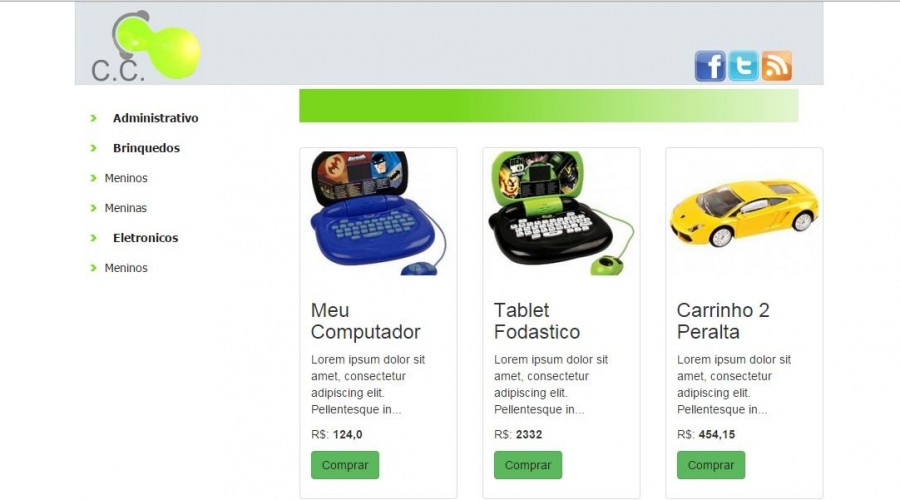 C.C.
Administrativo
Brinquedos
Meninos
Meninas
Eletronicos
Meninos
Meu
Computador
Lorem ipsum dolor sit
amet, consectetur
adipiscing elit.
Pellentesque in...
R$: 124,0
Comprar
Tablet
Fodastico
Lorem ipsum dolor sit
amet, consectetur
adipiscing elit.
Pellentesque in...
R$: 2332
Comprar
Carrinho 2
Peralta
Lorem ipsum dolor sit
amet, consectetur
adipiscing elit.
Pellentesque in...
R$: 454,15
Comprar